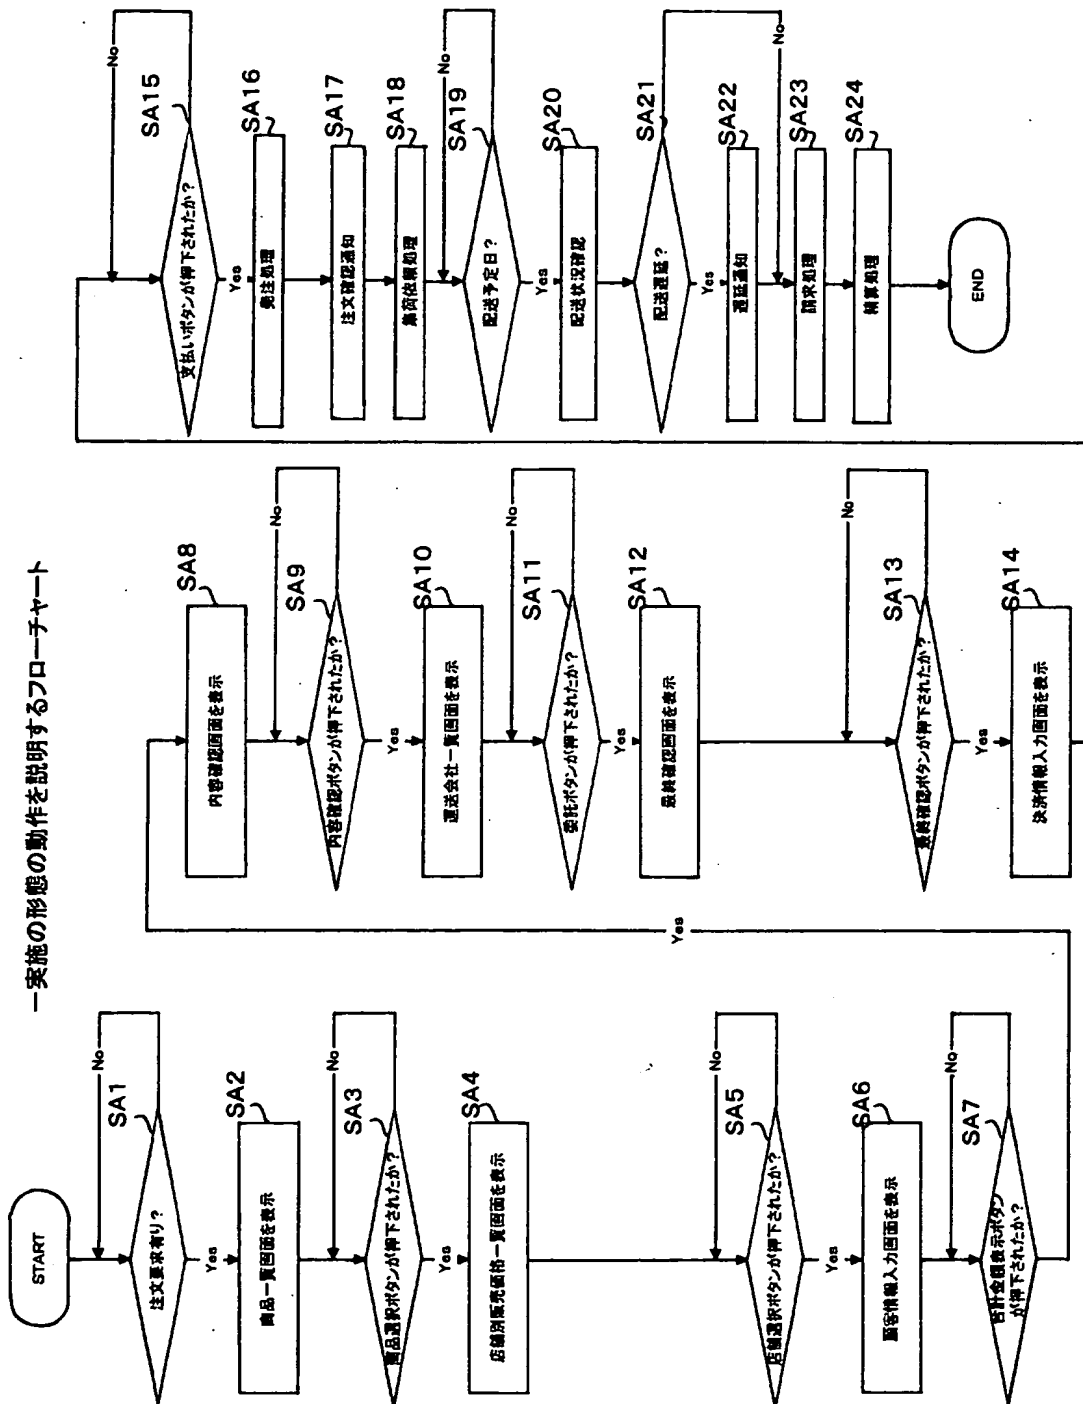 一実施の形態の動作を説明するフローチャート
START
SA1
注文要求有り?
No
Yes
SA2
商品一覧画面を表示
SA3
商品選択ボタンが押下されたか?
No
Yes
SA4
店舗別販売価格一覧画面を表示
SA5
店舗選択ボタンが押下されたか?
No
Yes
SA6
顧客情報入力画面を表示
SA7
合計金額表示ボタン
が押下されたか?
No
Yes
SA8
内容確認画面を表示
SA9
内容確認ボタンが押下されたか?
No
Yes
SA10
運送会社一覧画面を表示
SA11
委託ボタンが押下されたか?
No
Yes
SA12
最終確認画面を表示
SA13
最終確認ボタンが押下されたか?
No
Yes
SA14
決済情報入力画面を表示
SA15
支払いボタンが押下されたか?
No
Yes
SA16
発注処理
SA17
注文確認通知
SA18
集荷依頼処理
SA19
配送予定日?
No
Yes
SA20
配送状況確認
SA21
配送遅延?
No
Yes
SA22
遅延通知
SA23
請求処理
SA24
精算処理
END